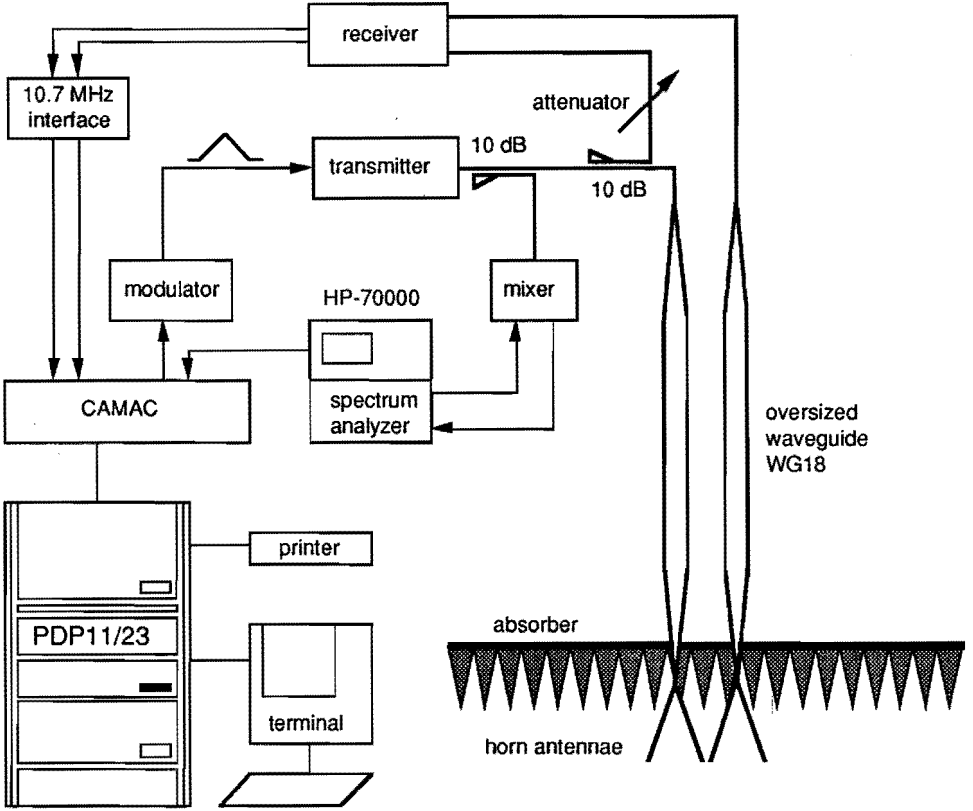 receiver
10.7 MHz
interface
attenuator
transmitter
10 dB
10 dB
modulator
HP-70000
mixer
CAMAC
spectrum
analyzer
oversized
waveguide
WG18
printer
PDP11/23
absorber
terminal
horn antennae